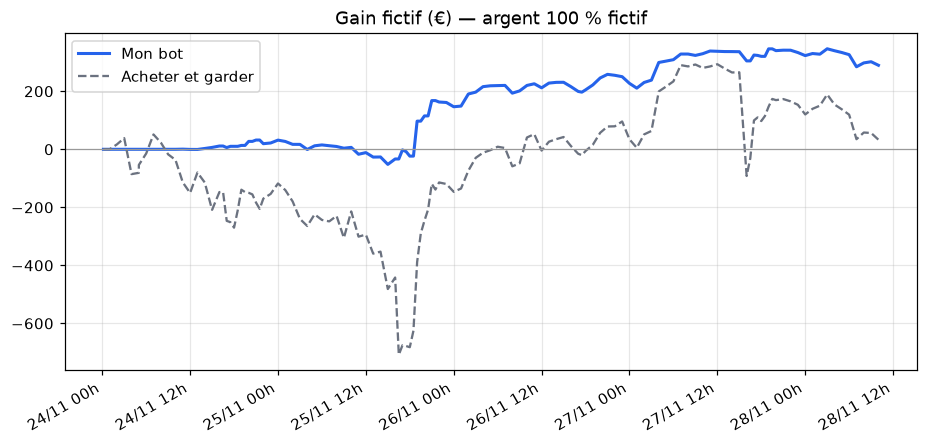 Gain fictif (€) — argent 100 % fictif
Mon bot
Acheter et garder
200
0
−200
−400
−600
24/11 00h
24/11 12h
25/11 00h
25/11 12h
26/11 00h
26/11 12h
27/11 00h
27/11 12h
28/11 00h
28/11 12h